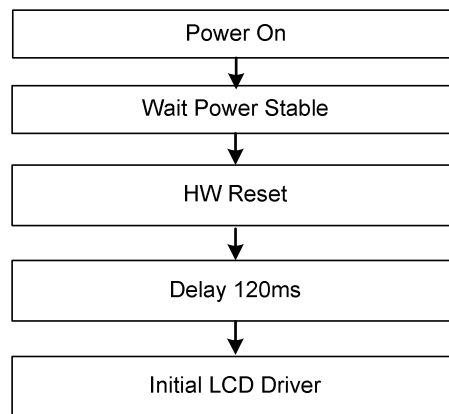 Power On
Wait Power Stable
HW Reset
Delay 120ms
Initial LCD Driver